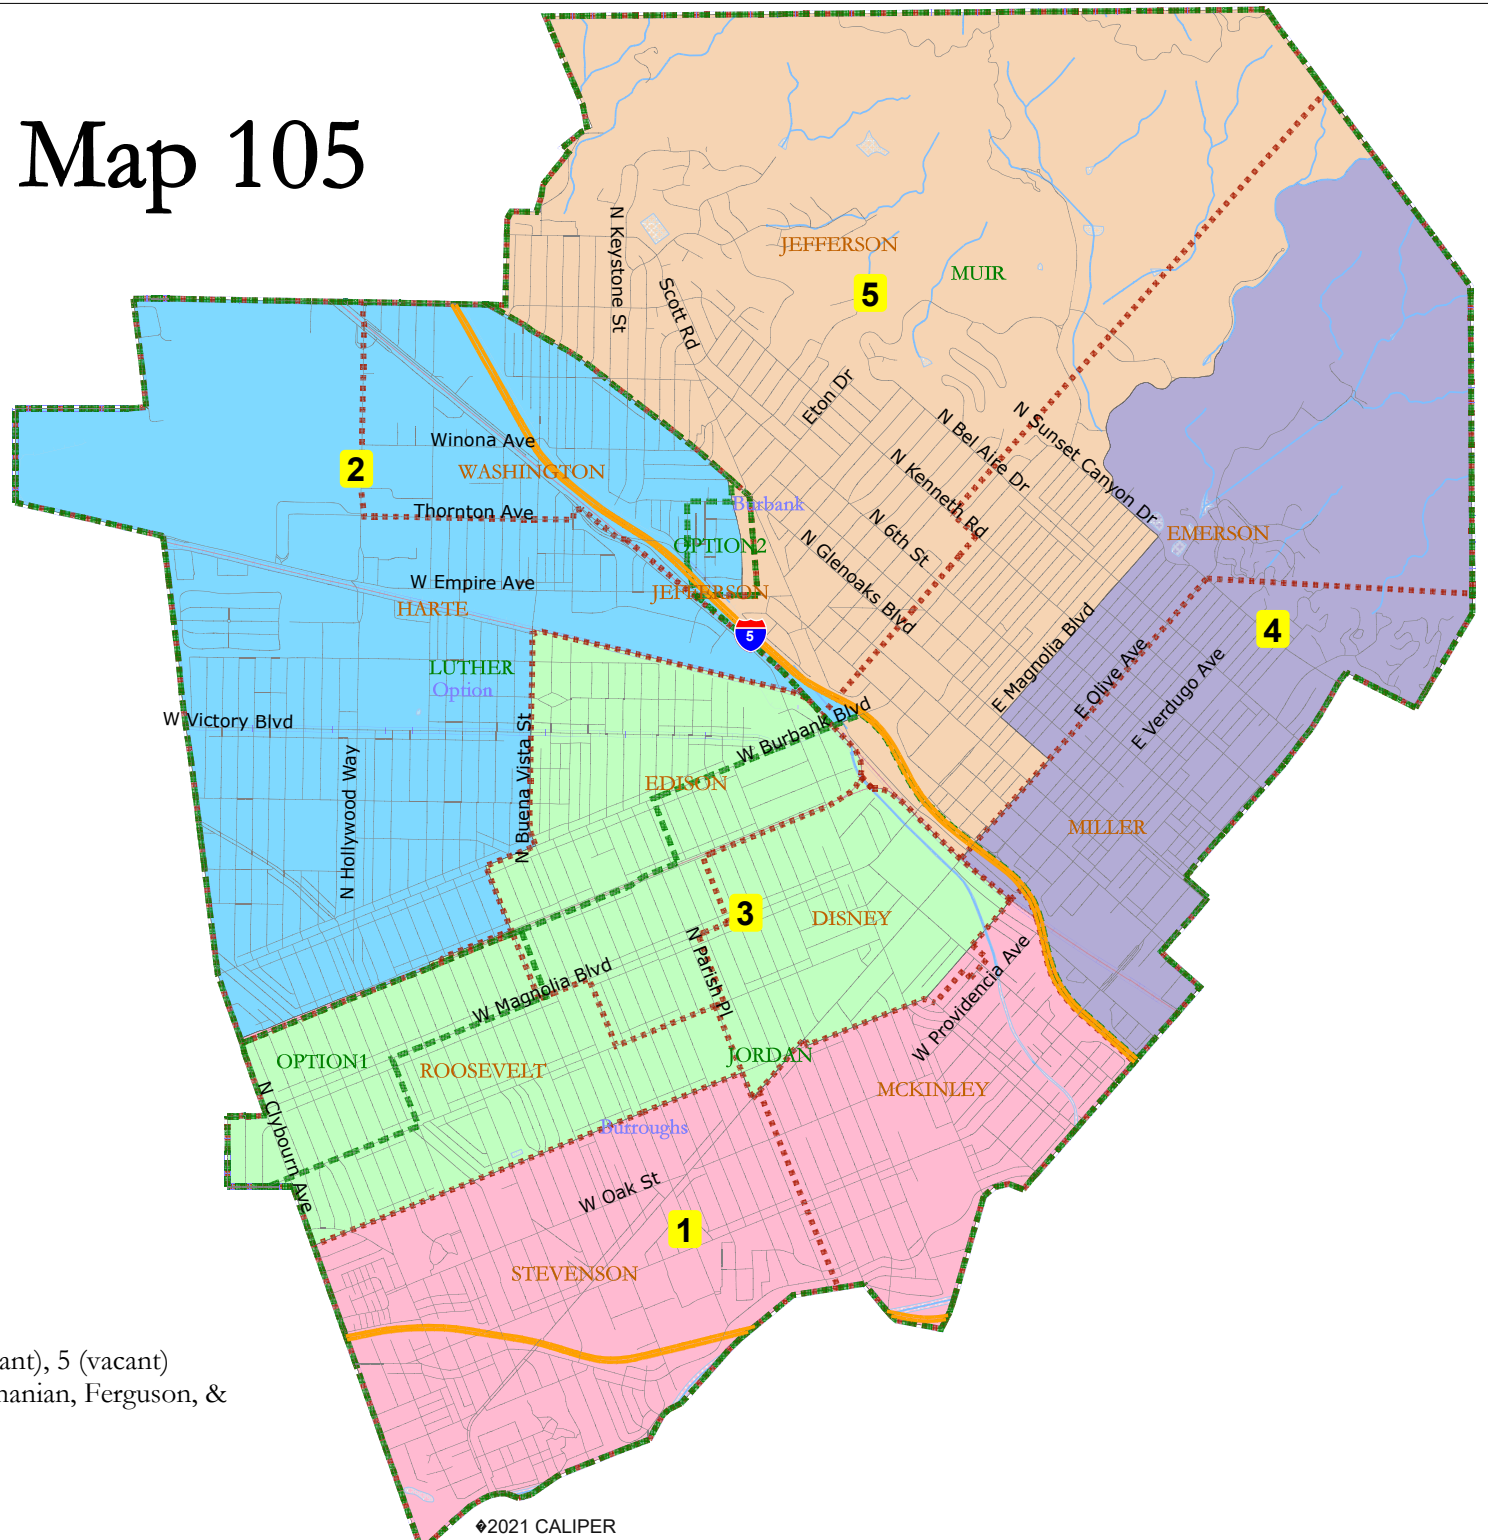 Map 105
N Keystone St
Scott Rd
JEFFERSON
MUIR
5
Eton Dr
N Bel Aire Dr
N Sunset Canyon Dr
N Kenneth Rd
N 6th St
N Glenoaks Blvd
Winona Ave
2
WASHINGTON
Thornton Ave
Burbank
OPTION2
EMERSON
W Empire Ave
JEFFERSON
HARTE
5
E Magnolia Blvd
E Olive Ave
E Verdugo Ave
4
LUTHER
Option
W Victory Blvd
N Hollywood Way
N Buena Vista St
W Burbank Blvd
EDISON
MILLER
3
DISNEY
N Parish Pl
W Magnolia Blvd
W Providencia Ave
OPTION1
ROOSEVELT
JORDAN
MCKINLEY
N Clybourn Ave
Burroughs
W Oak St
1
STEVENSON
ant), 5 (vacant)
nanian, Ferguson, &
�2021 CALIPER